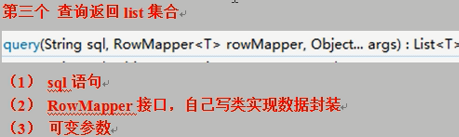 第三个 查询返回 list 集合
query(String sql, RowMapper<T> rowMapper, Object... args) : List<T>
（1） sql 语句
（2） RowMapper 接口，自己写类实现数据封装
（3） 可变参数